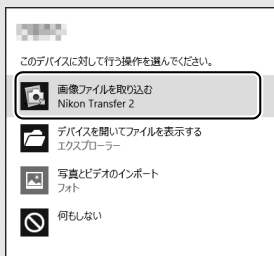 このデバイスに対して行う操作を選んでください。
画像ファイルを取り込む
Nikon Transfer 2
デバイスを開いてファイルを表示する
エクスプローラー
写真とビデオのインポート
フォト
何もしない